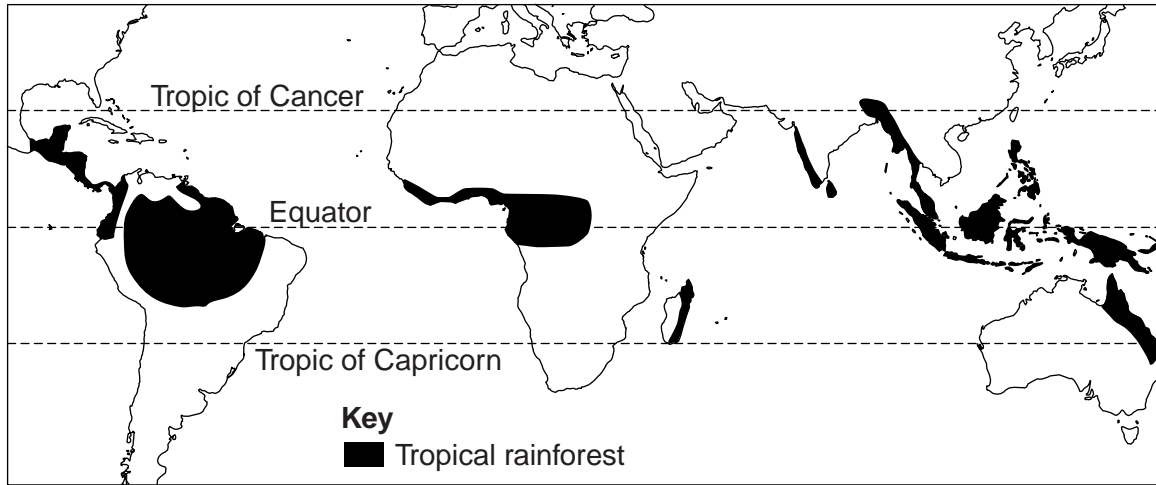 Tropic of Cancer
Equator
Tropic of Capricorn
Key
Tropical rainforest